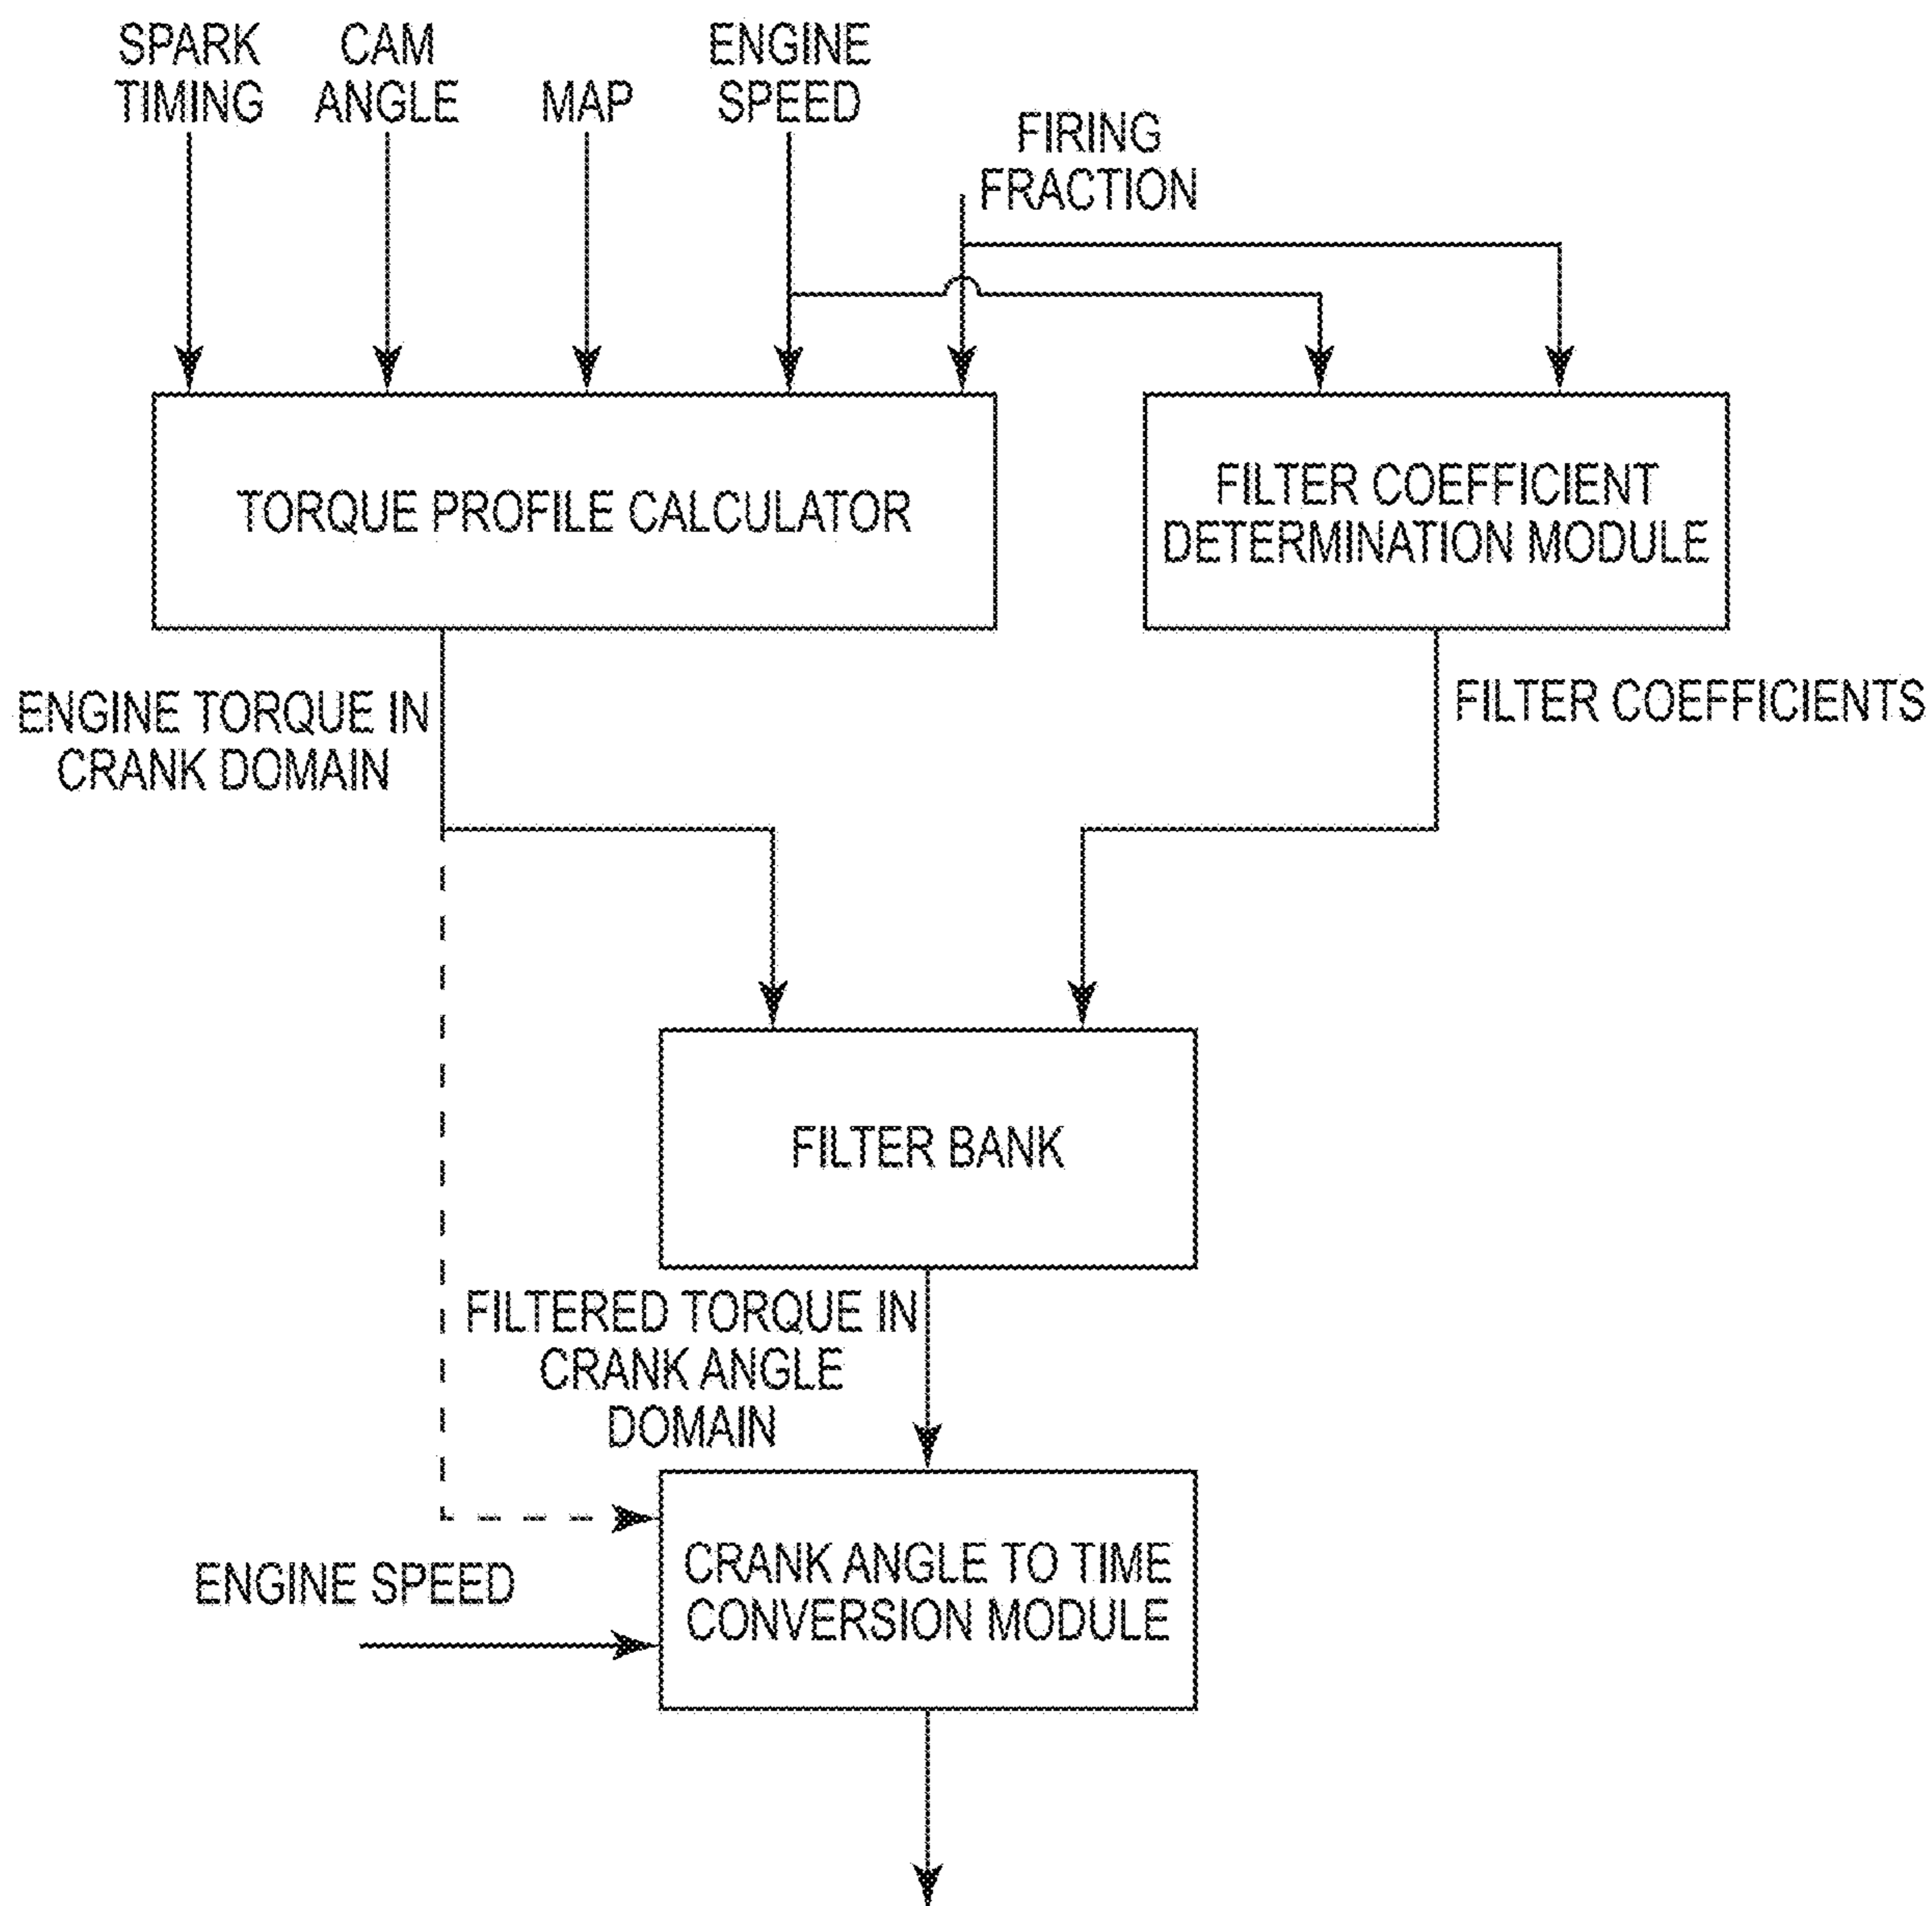 SPARK
TIMING
CAM
ANGLE
MAP
ENGINE
SPEED
FIRING
FRACTION
TORQUE PROFILE CALCULATOR
FILTER COEFFICIENT
DETERMINATION MODULE
ENGINE TORQUE IN
CRANK DOMAIN
FILTER COEFFICIENTS
FILTER BANK
FILTERED TORQUE IN
CRANK ANGLE
DOMAIN
ENGINE SPEED
CRANK ANGLE TO TIME
CONVERSION MODULE